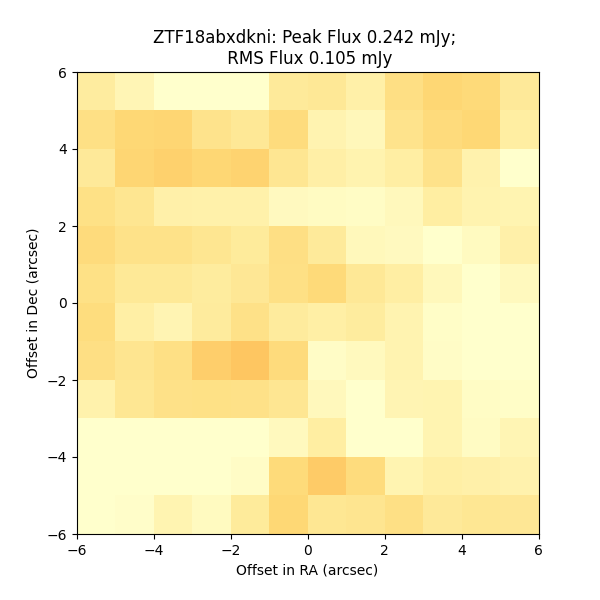 ZTF18abxdkni: Peak Flux 0.242 mJy;
RMS Flux 0.105 mJy
6
4
2
0
−2
−4
−6
Offset in Dec (arcsec)
−6 −4 −2 0 2 4 6
Offset in RA (arcsec)